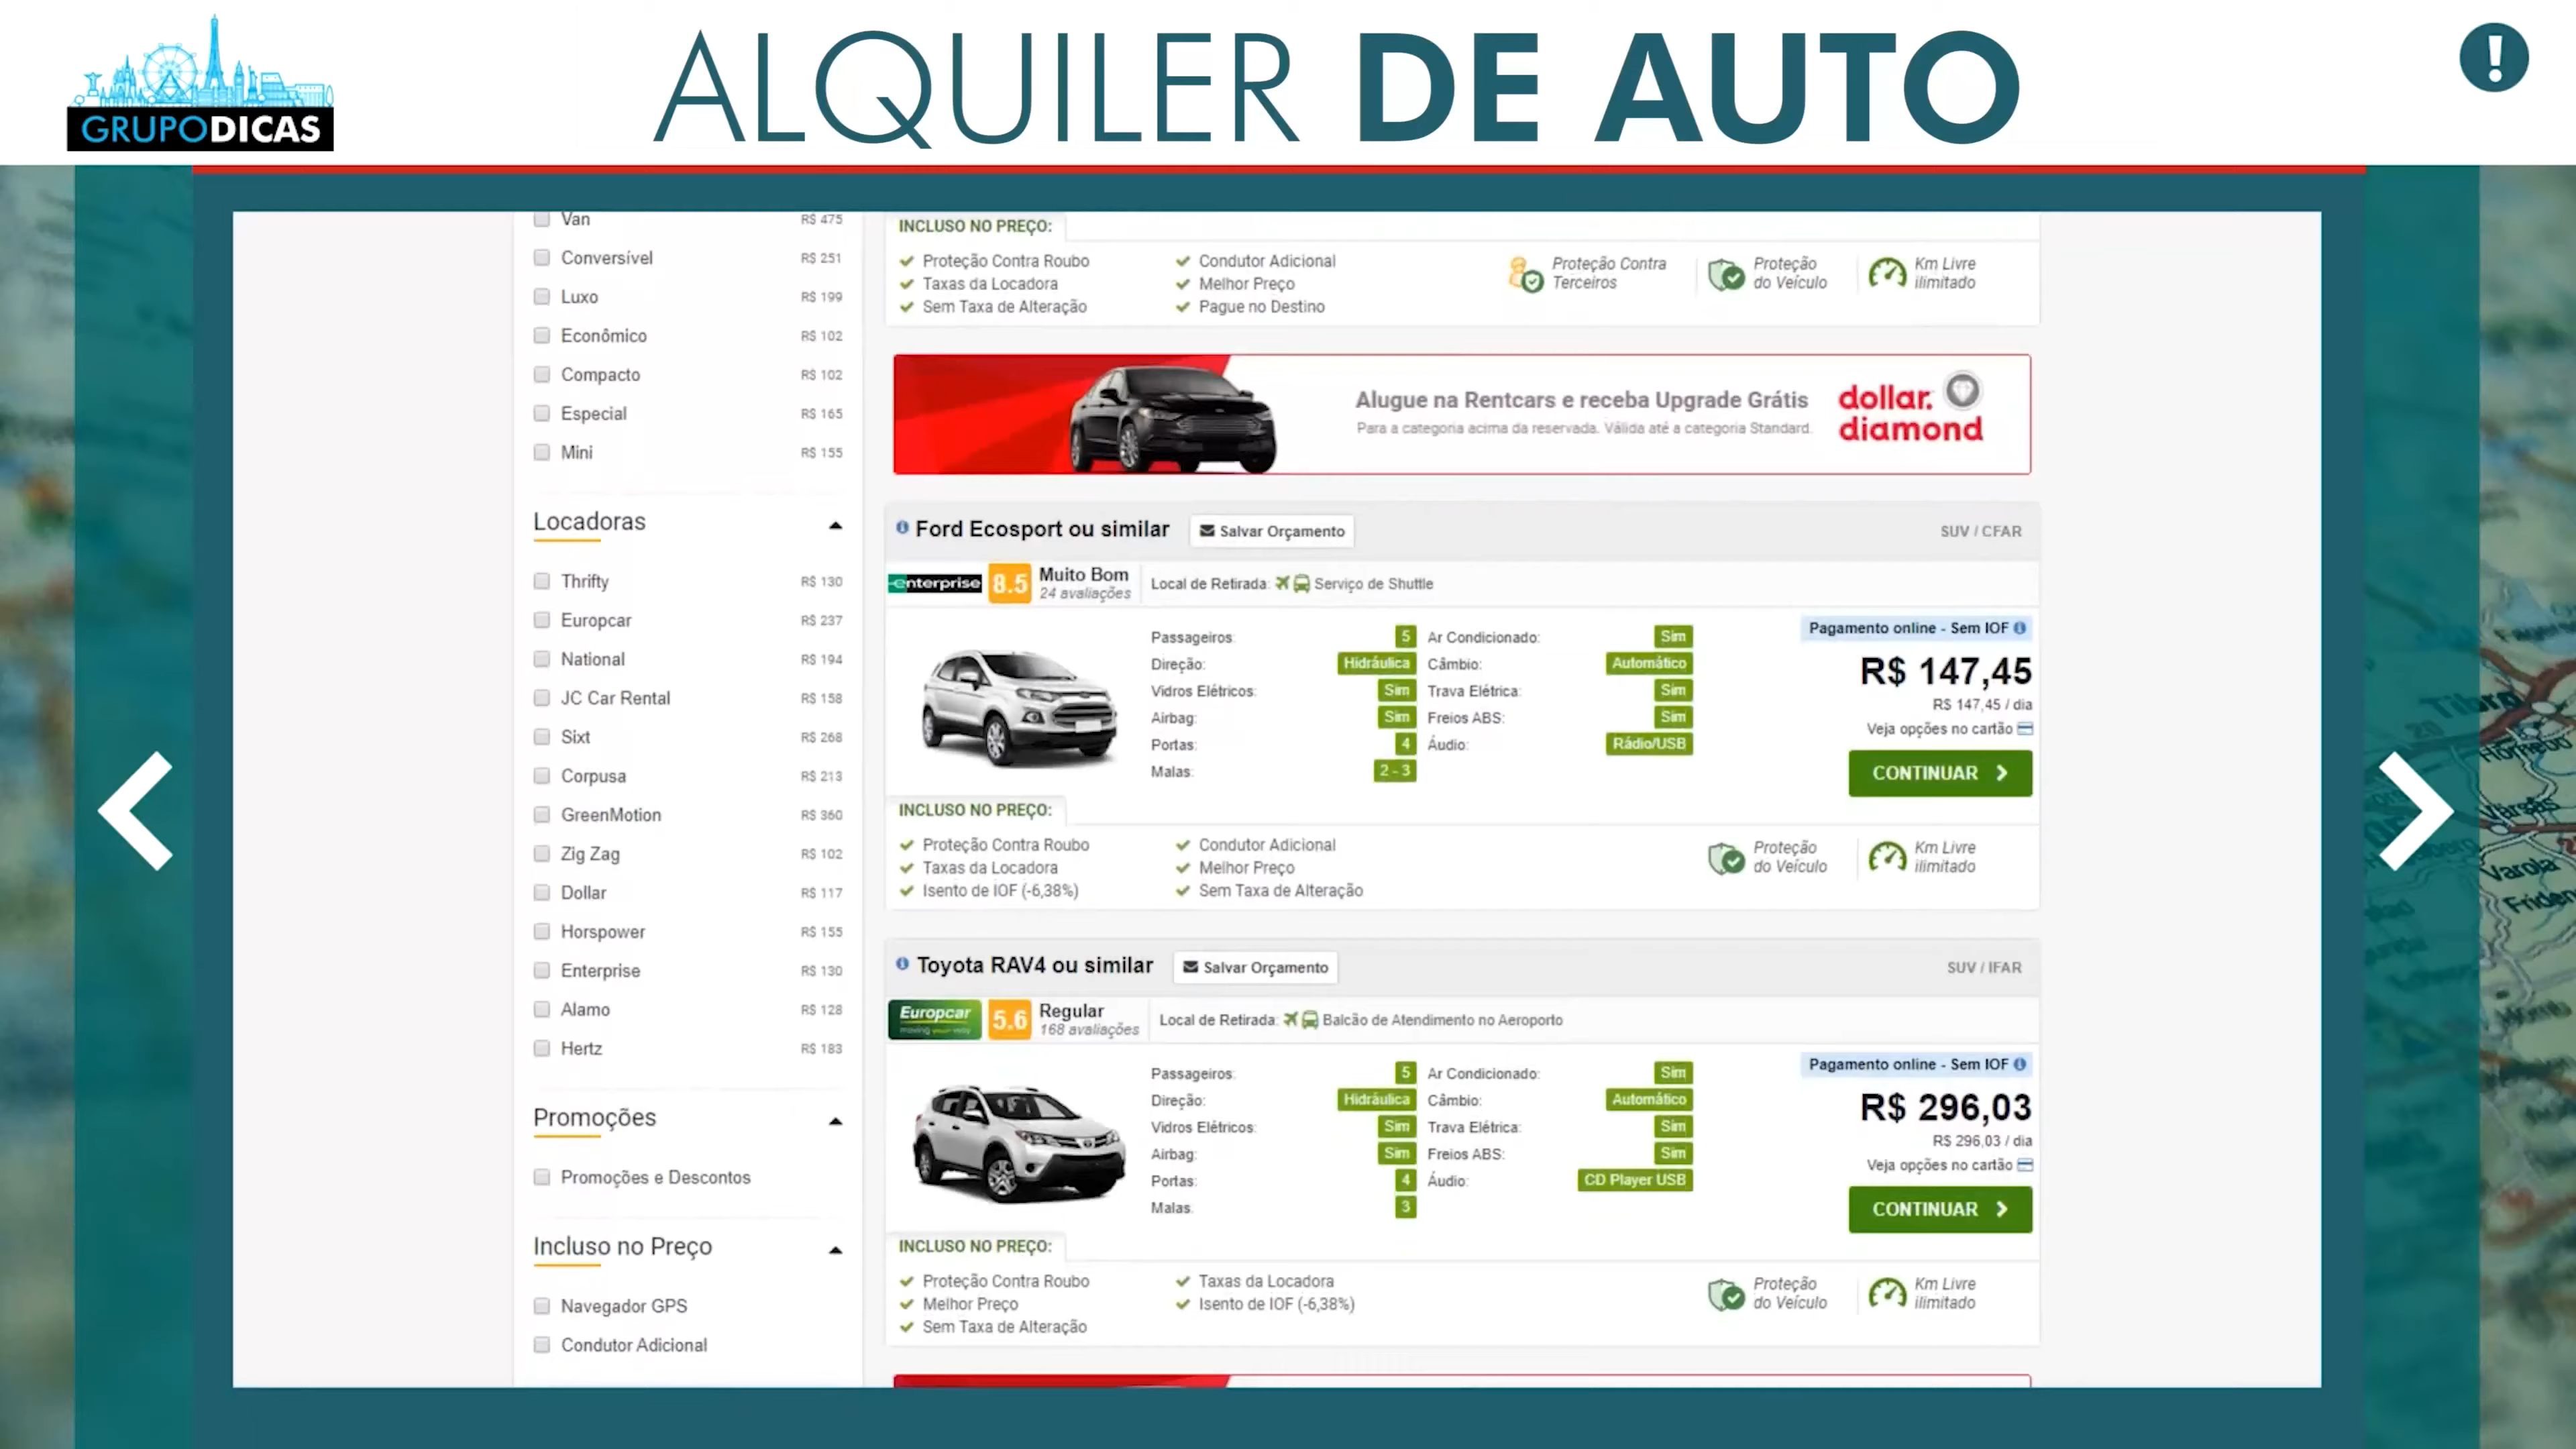 GRUPODICAS
ALQUILER DE AUTO
Van R$ 475
Conversível R$ 251
Luxo R$ 199
Econômico R$ 102
Compacto R$ 102
Especial R$ 165
Mini R$ 155
Locadoras
Thrifty R$ 130
Europcar R$ 237
National R$ 194
JC Car Rental R$ 158
Sixt R$ 268
Corpusa R$ 213
GreenMotion R$ 360
Zig Zag R$ 102
Dollar R$ 117
Horspower R$ 155
Enterprise R$ 130
Alamo R$ 128
Hertz R$ 183
Promoções
Promoções e Descontos
Incluso no Preço
Navegador GPS
Condutor Adicional
INCLUSO NO PREÇO:
Proteção Contra Roubo Condutor Adicional
Taxas da Locadora Melhor Preço
Sem Taxa de Alteração Pague no Destino
Proteção Contra Terceiros
Proteção do Veículo
Km Livre ilimitado
Alugue na Rentcars e receba Upgrade Grátis
Para a categoria acima da reservada. Válida até a categoria Standard.
dollar.
diamond
Ford Ecosport ou similar Salvar Orçamento SUV / CFAR
enterprise 8.5 Muito Bom
24 avaliações
Local de Retirada: Serviço de Shuttle
Passageiros: 5 Ar Condicionado: Sim
Direção: Hidráulica Câmbio: Automático
Vidros Elétricos: Sim Trava Elétrica: Sim
Airbag: Sim Freios ABS: Sim
Portas: 4 Áudio: Rádio/USB
Malas: 2 - 3
Pagamento online - Sem IOF
R$ 147,45
R$ 147,45 / dia
Veja opções no cartão
CONTINUAR
INCLUSO NO PREÇO:
Proteção Contra Roubo Condutor Adicional
Taxas da Locadora Melhor Preço
Isento de IOF (-6,38%) Sem Taxa de Alteração
Proteção do Veículo
Km Livre ilimitado
Toyota RAV4 ou similar Salvar Orçamento SUV / IFAR
Europcar
moving your way
5.6 Regular
168 avaliações
Local de Retirada: Balcão de Atendimento no Aeroporto
Passageiros: 5 Ar Condicionado: Sim
Direção: Hidráulica Câmbio: Automático
Vidros Elétricos: Sim Trava Elétrica: Sim
Airbag: Sim Freios ABS: Sim
Portas: 4 Áudio: CD Player USB
Malas: 3
Pagamento online - Sem IOF
R$ 296,03
R$ 296,03 / dia
Veja opções no cartão
CONTINUAR
INCLUSO NO PREÇO:
Proteção Contra Roubo Taxas da Locadora
Melhor Preço Isento de IOF (-6,38%)
Sem Taxa de Alteração
Proteção do Veículo
Km Livre ilimitado
Varola